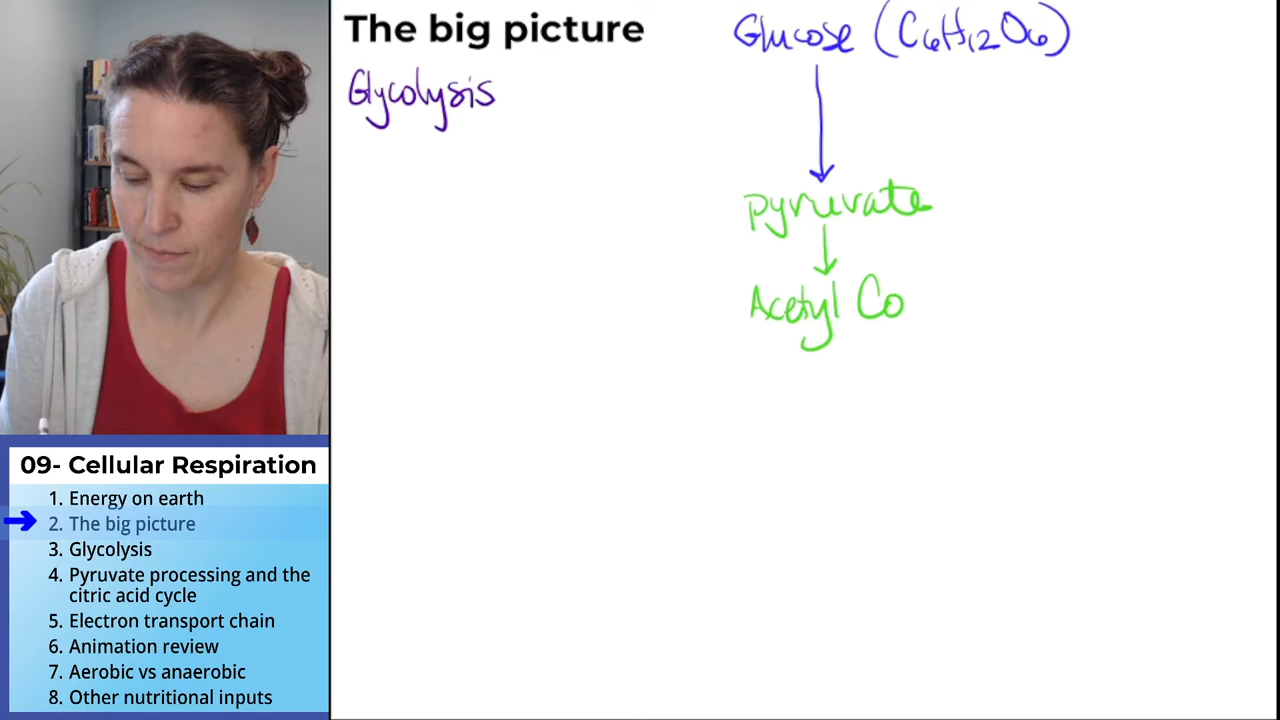 The big picture
Glucose (C6H12O6)
Glycolysis
pyruvate
Acetyl Co
09- Cellular Respiration
1. Energy on earth
2. The big picture
3. Glycolysis
4. Pyruvate processing and the
citric acid cycle
5. Electron transport chain
6. Animation review
7. Aerobic vs anaerobic
8. Other nutritional inputs